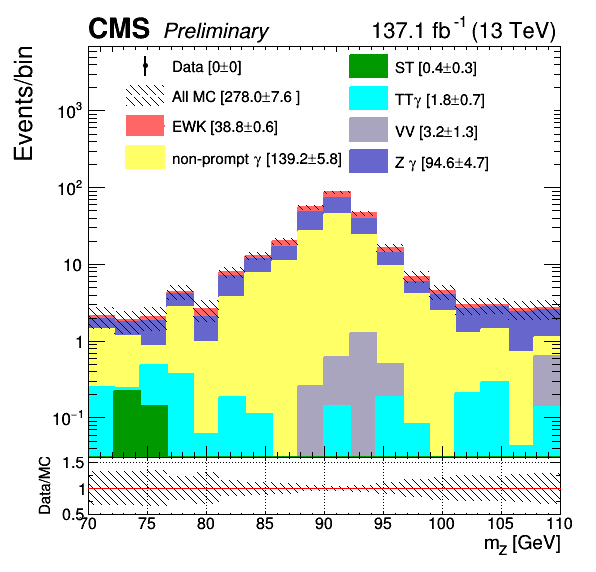 CMS Preliminary 137.1 fb⁻¹ (13 TeV)
Events/bin
Data [0±0]
All MC [278.0±7.6 ]
EWK [38.8±0.6]
non-prompt γ [139.2±5.8]
ST [0.4±0.3]
TTγ [1.8±0.7]
VV [3.2±1.3]
Z γ [94.6±4.7]
10³
10²
10
1
10⁻¹
Data/MC
1.5
1
0.5
70 75 80 85 90 95 100 105 110
m_Z [GeV]